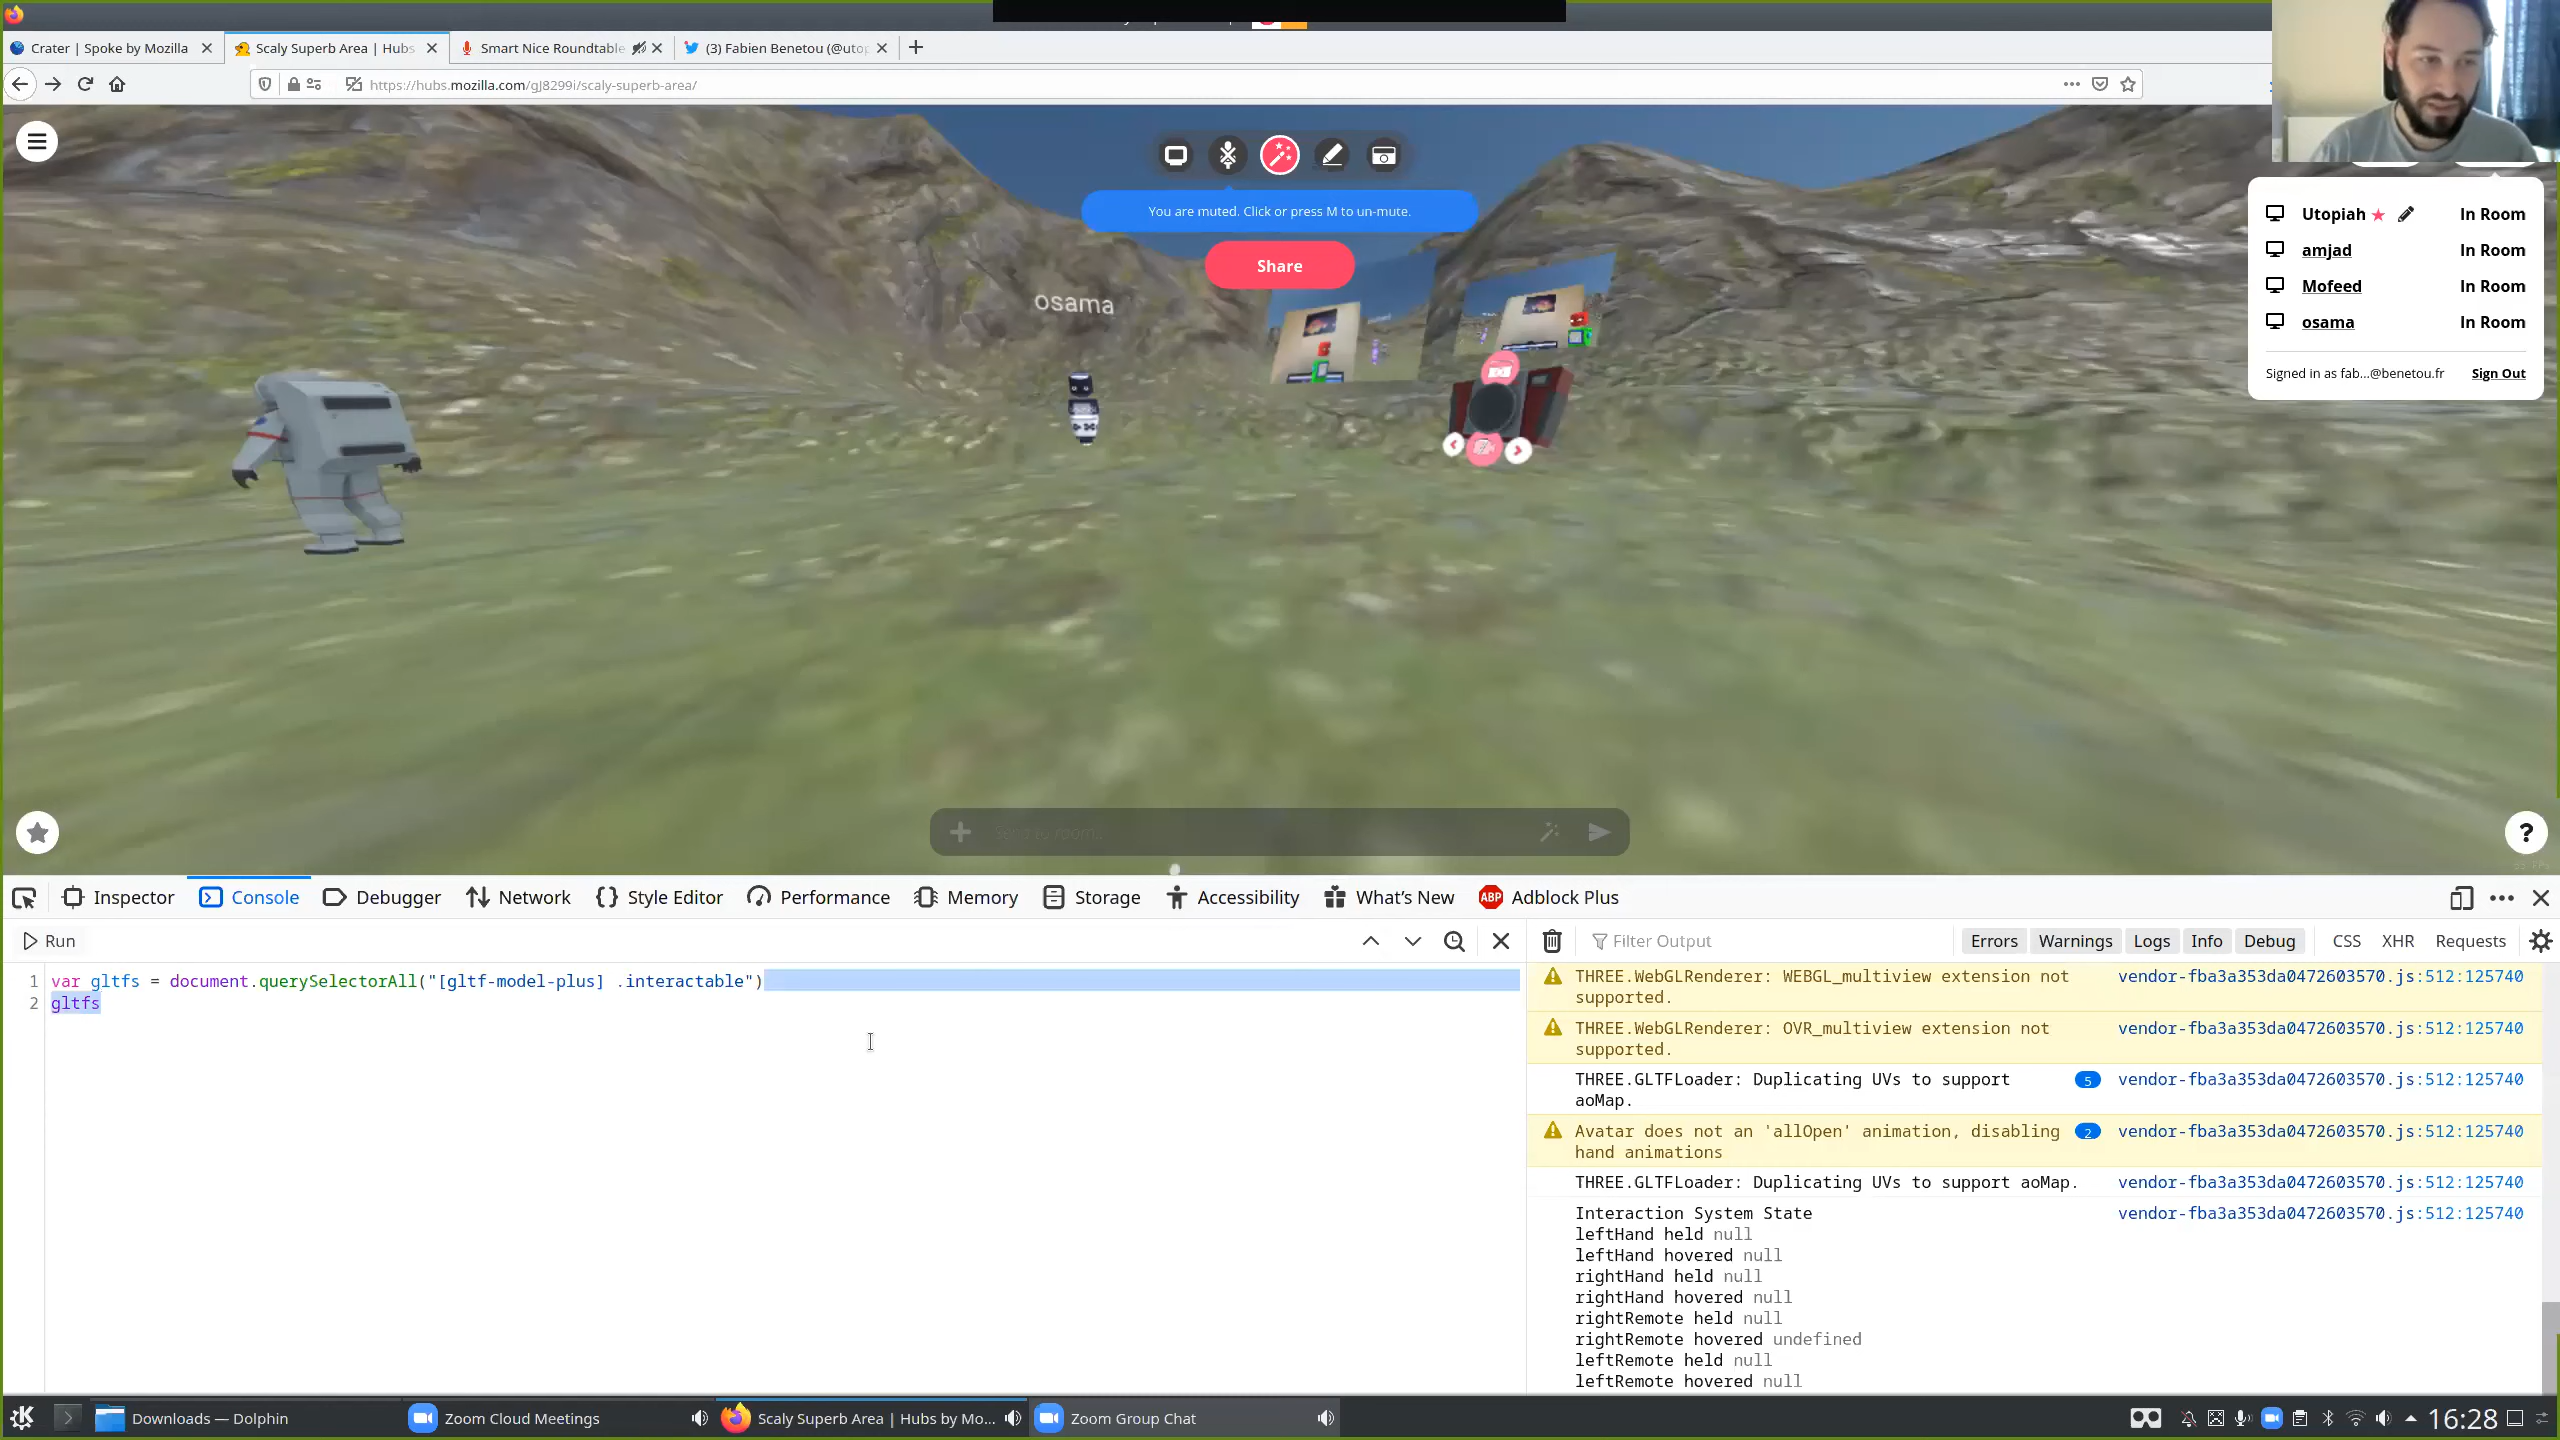 Crater | Spoke by Mozilla
Scaly Superb Area | Hubs
Smart Nice Roundtable
(3) Fabien Benetou (@utop
https://hubs.mozilla.com/gJ8299i/scaly-superb-area/
You are muted. Click or press M to un-mute.
Share
osama
Utopiah In Room
amjad In Room
Mofeed In Room
osama In Room
Signed in as fab...@benetou.fr Sign Out
?
Inspector Console Debugger Network Style Editor Performance Memory Storage Accessibility What's New ABP Adblock Plus
Run
Filter Output
Errors Warnings Logs Info Debug CSS XHR Requests
1 var gltfs = document.querySelectorAll("[gltf-model-plus] .interactable")
2 gltfs
THREE.WebGLRenderer: WEBGL_multiview extension not vendor-fba3a353da0472603570.js:512:125740
supported.
THREE.WebGLRenderer: OVR_multiview extension not vendor-fba3a353da0472603570.js:512:125740
supported.
THREE.GLTFLoader: Duplicating UVs to support 5 vendor-fba3a353da0472603570.js:512:125740
aoMap.
Avatar does not an 'allOpen' animation, disabling 2 vendor-fba3a353da0472603570.js:512:125740
hand animations
THREE.GLTFLoader: Duplicating UVs to support aoMap. vendor-fba3a353da0472603570.js:512:125740
Interaction System State vendor-fba3a353da0472603570.js:512:125740
leftHand held null
leftHand hovered null
rightHand held null
rightHand hovered null
rightRemote held null
rightRemote hovered undefined
leftRemote held null
leftRemote hovered null
Downloads — Dolphin
Zoom Cloud Meetings
Scaly Superb Area | Hubs by Mo...
Zoom Group Chat
16:28